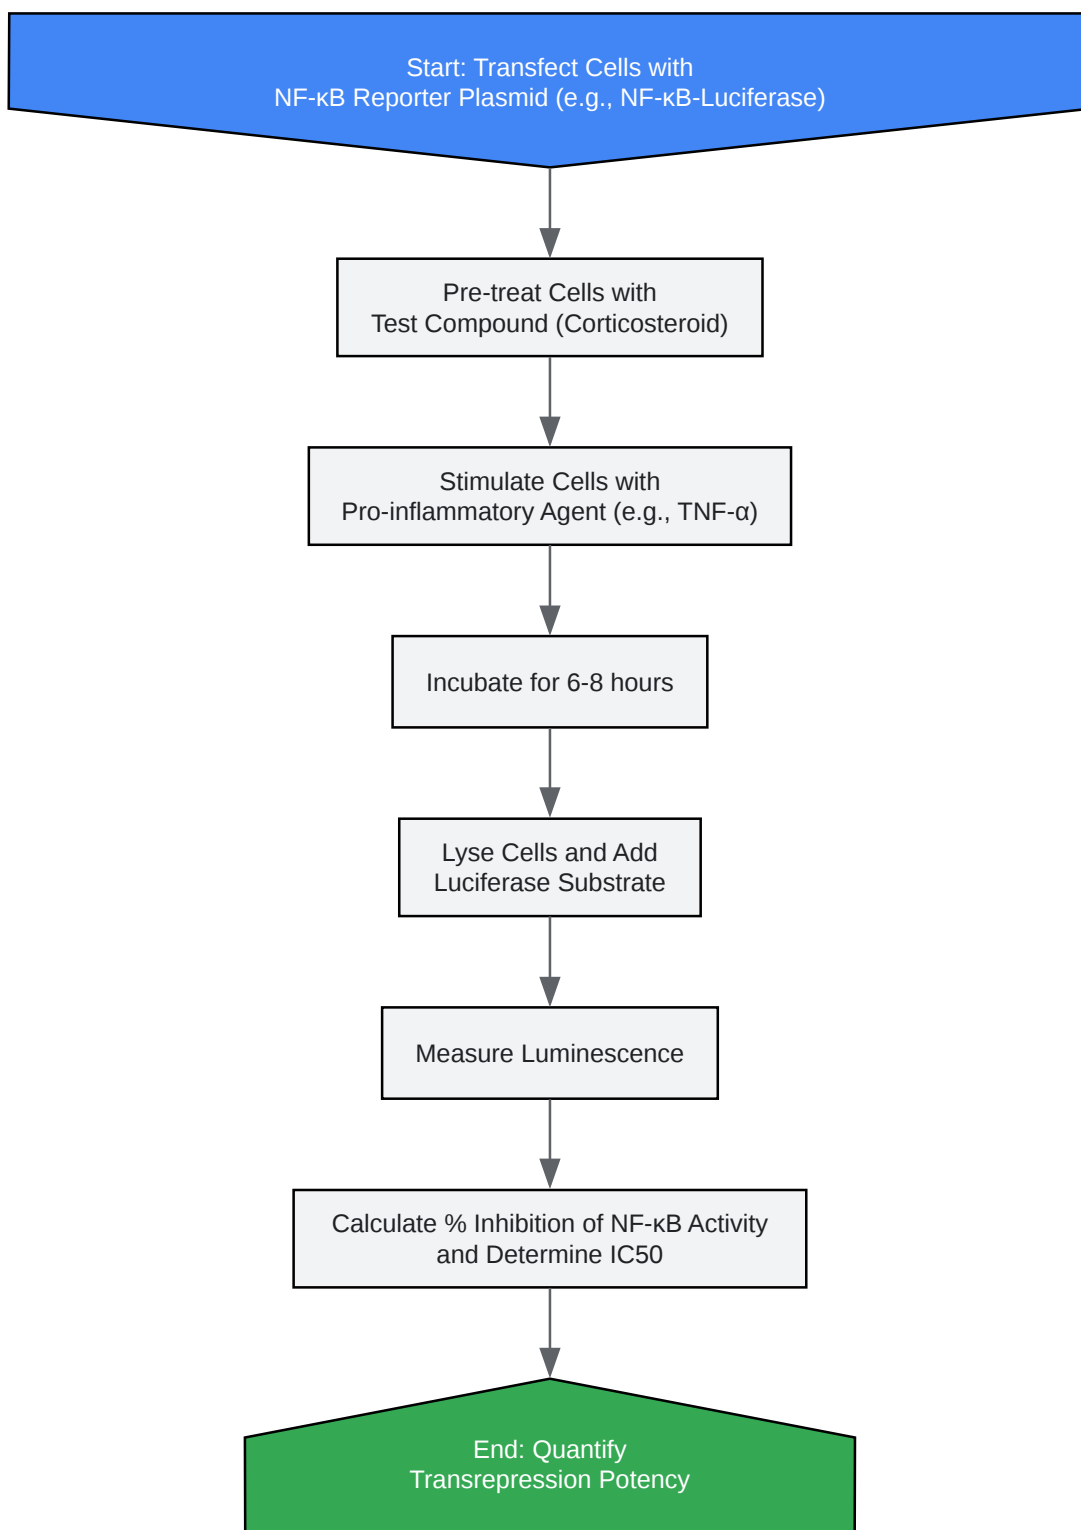 Start: Transfect Cells with
NF-κB Reporter Plasmid (e.g., NF-κB-Luciferase)
Pre-treat Cells with
Test Compound (Corticosteroid)
Stimulate Cells with
Pro-inflammatory Agent (e.g., TNF-α)
Incubate for 6-8 hours
Lyse Cells and Add
Luciferase Substrate
Measure Luminescence
Calculate % Inhibition of NF-κB Activity
and Determine IC50
End: Quantify
Transrepression Potency